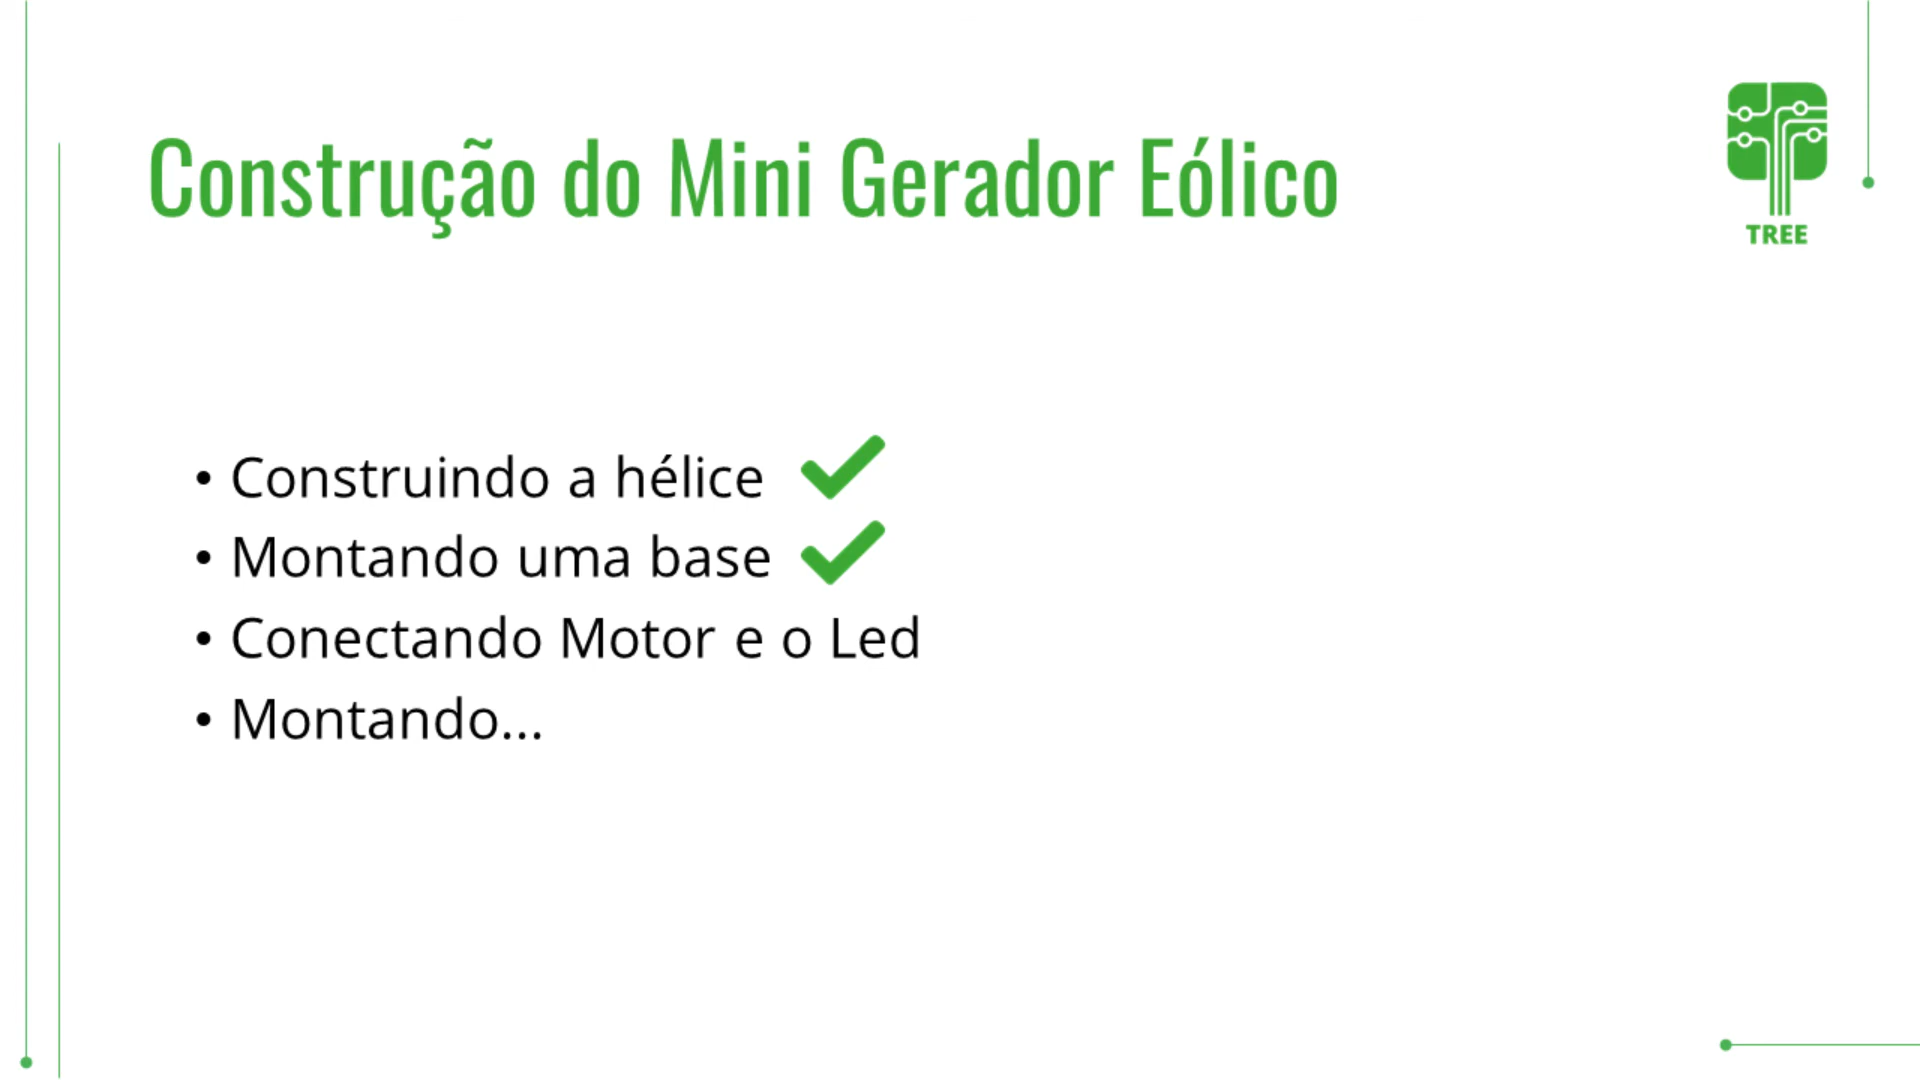 Construção do Mini Gerador Eólico
TREE
• Construindo a hélice
• Montando uma base
• Conectando Motor e o Led
• Montando...